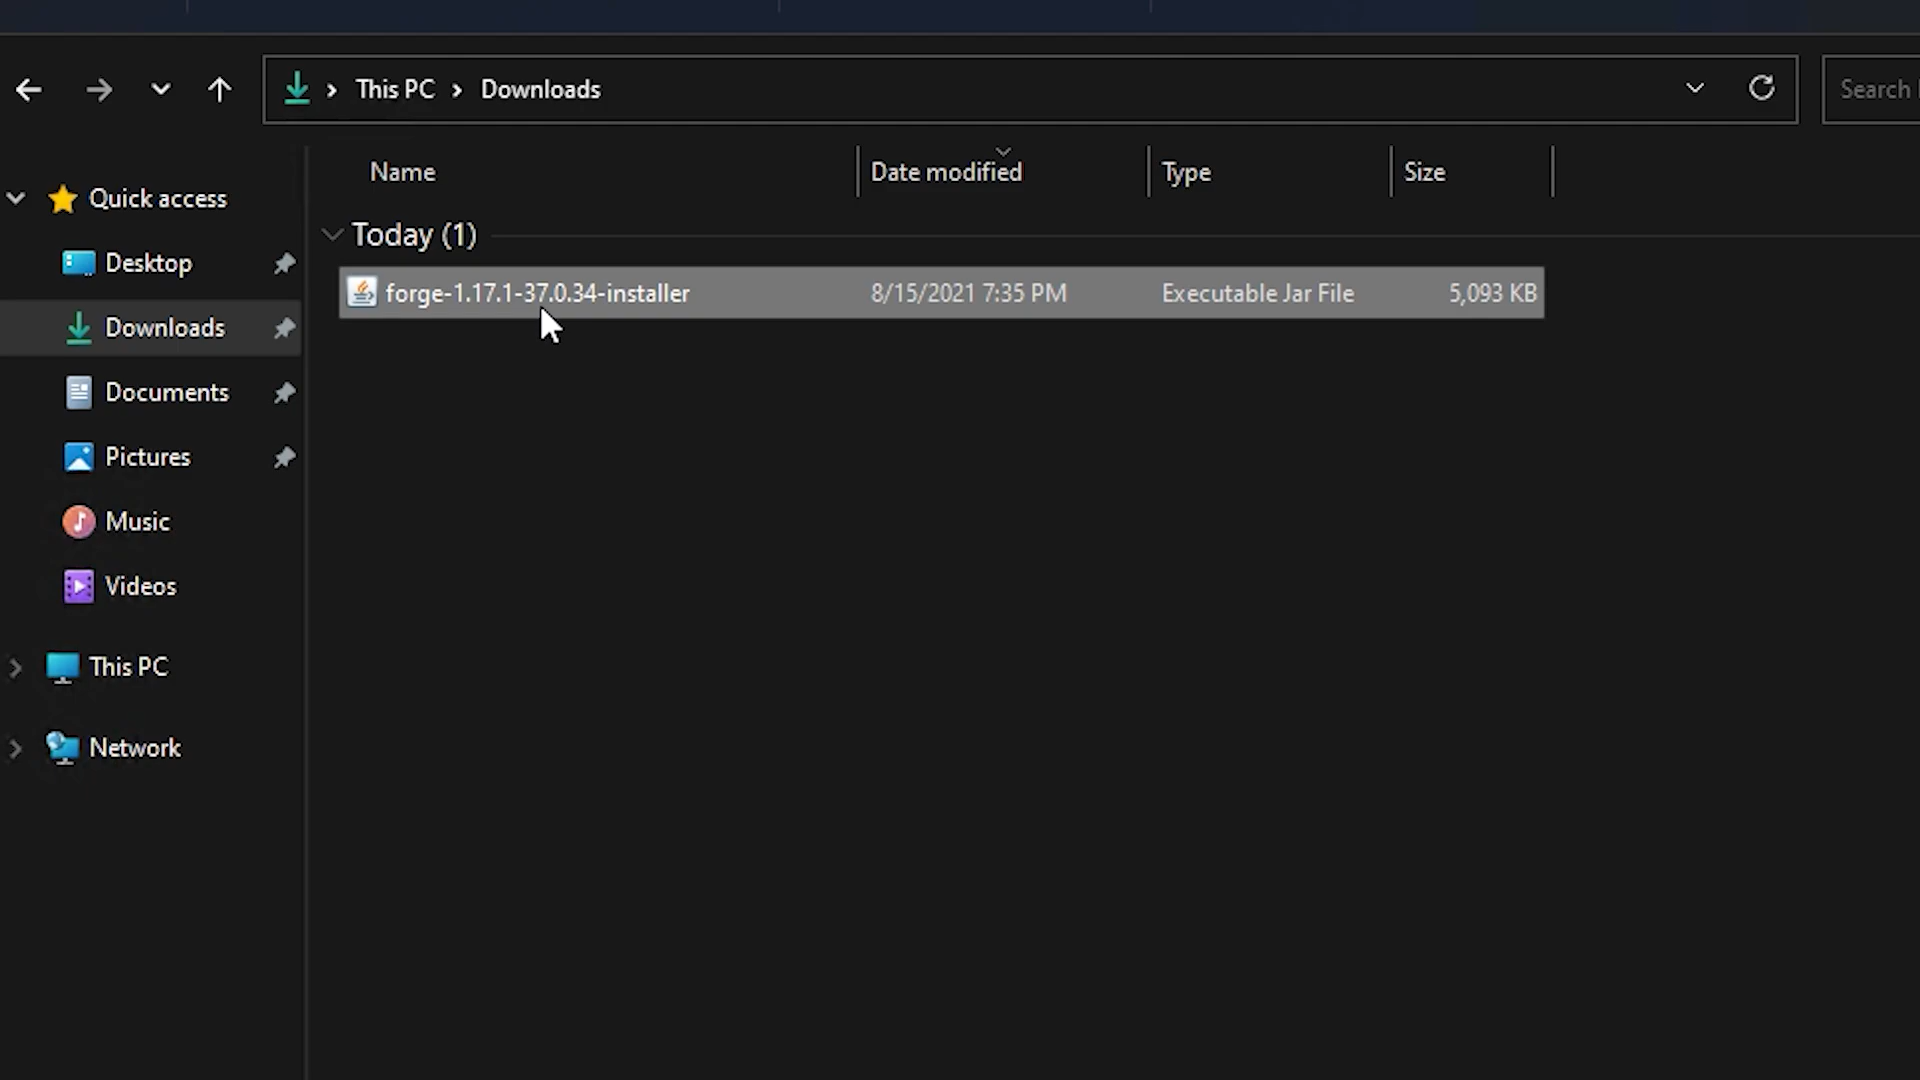 This PC
Downloads
Search
Name
Date modified
Type
Size
Quick access
Today (1)
Desktop
forge-1.17.1-37.0.34-installer
8/15/2021 7:35 PM
Executable Jar File
5,093 KB
Downloads
Documents
Pictures
Music
Videos
This PC
Network